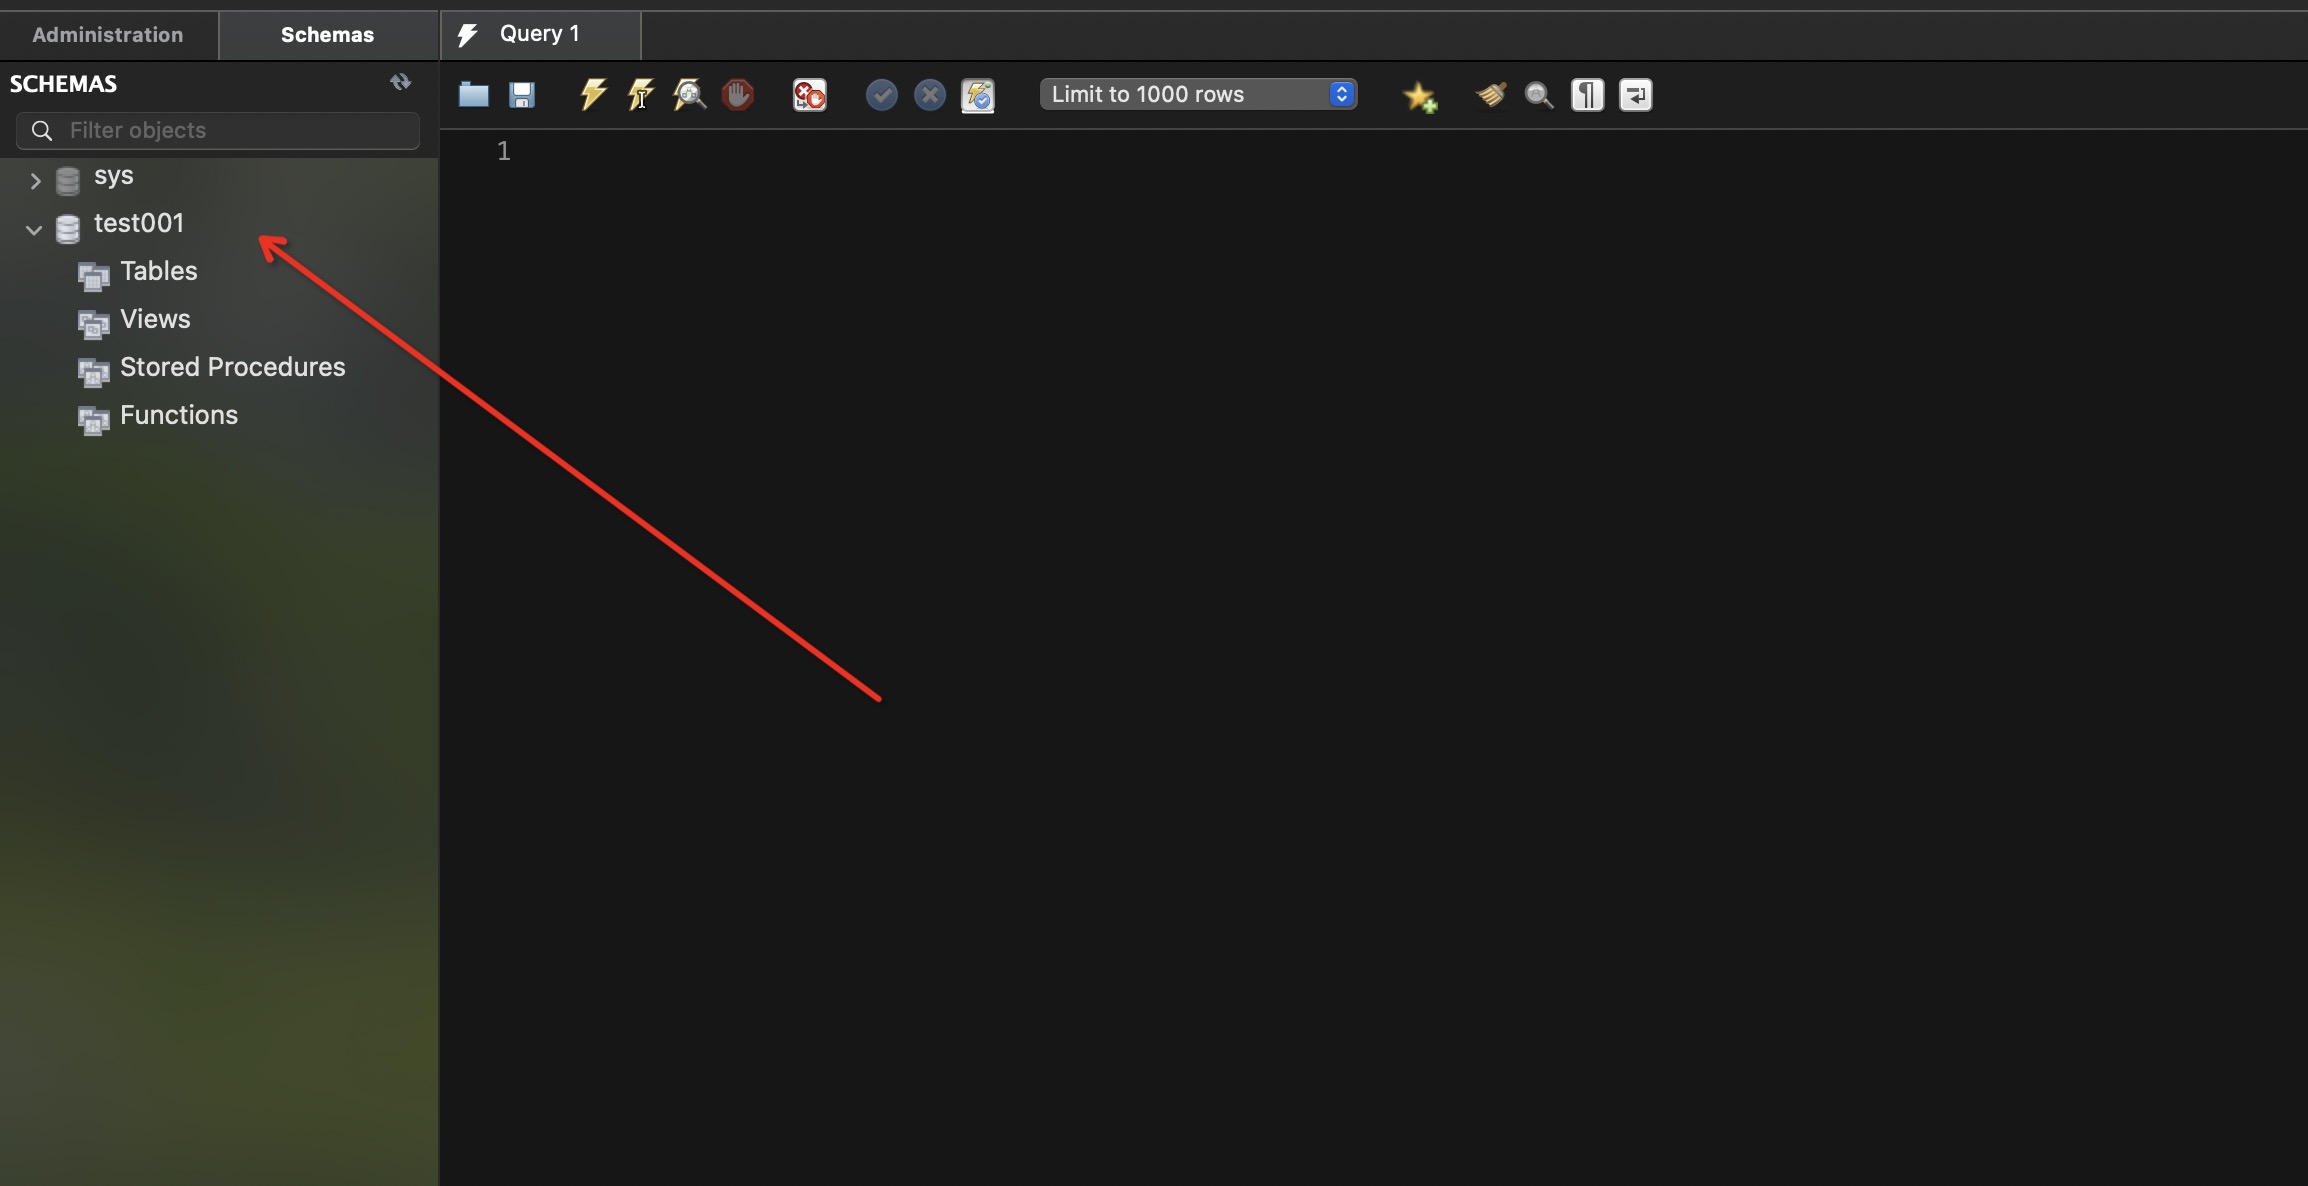 Administration
Schemas
Query 1
SCHEMAS
Filter objects
Limit to 1000 rows
1
sys
test001
Tables
Views
Stored Procedures
Functions